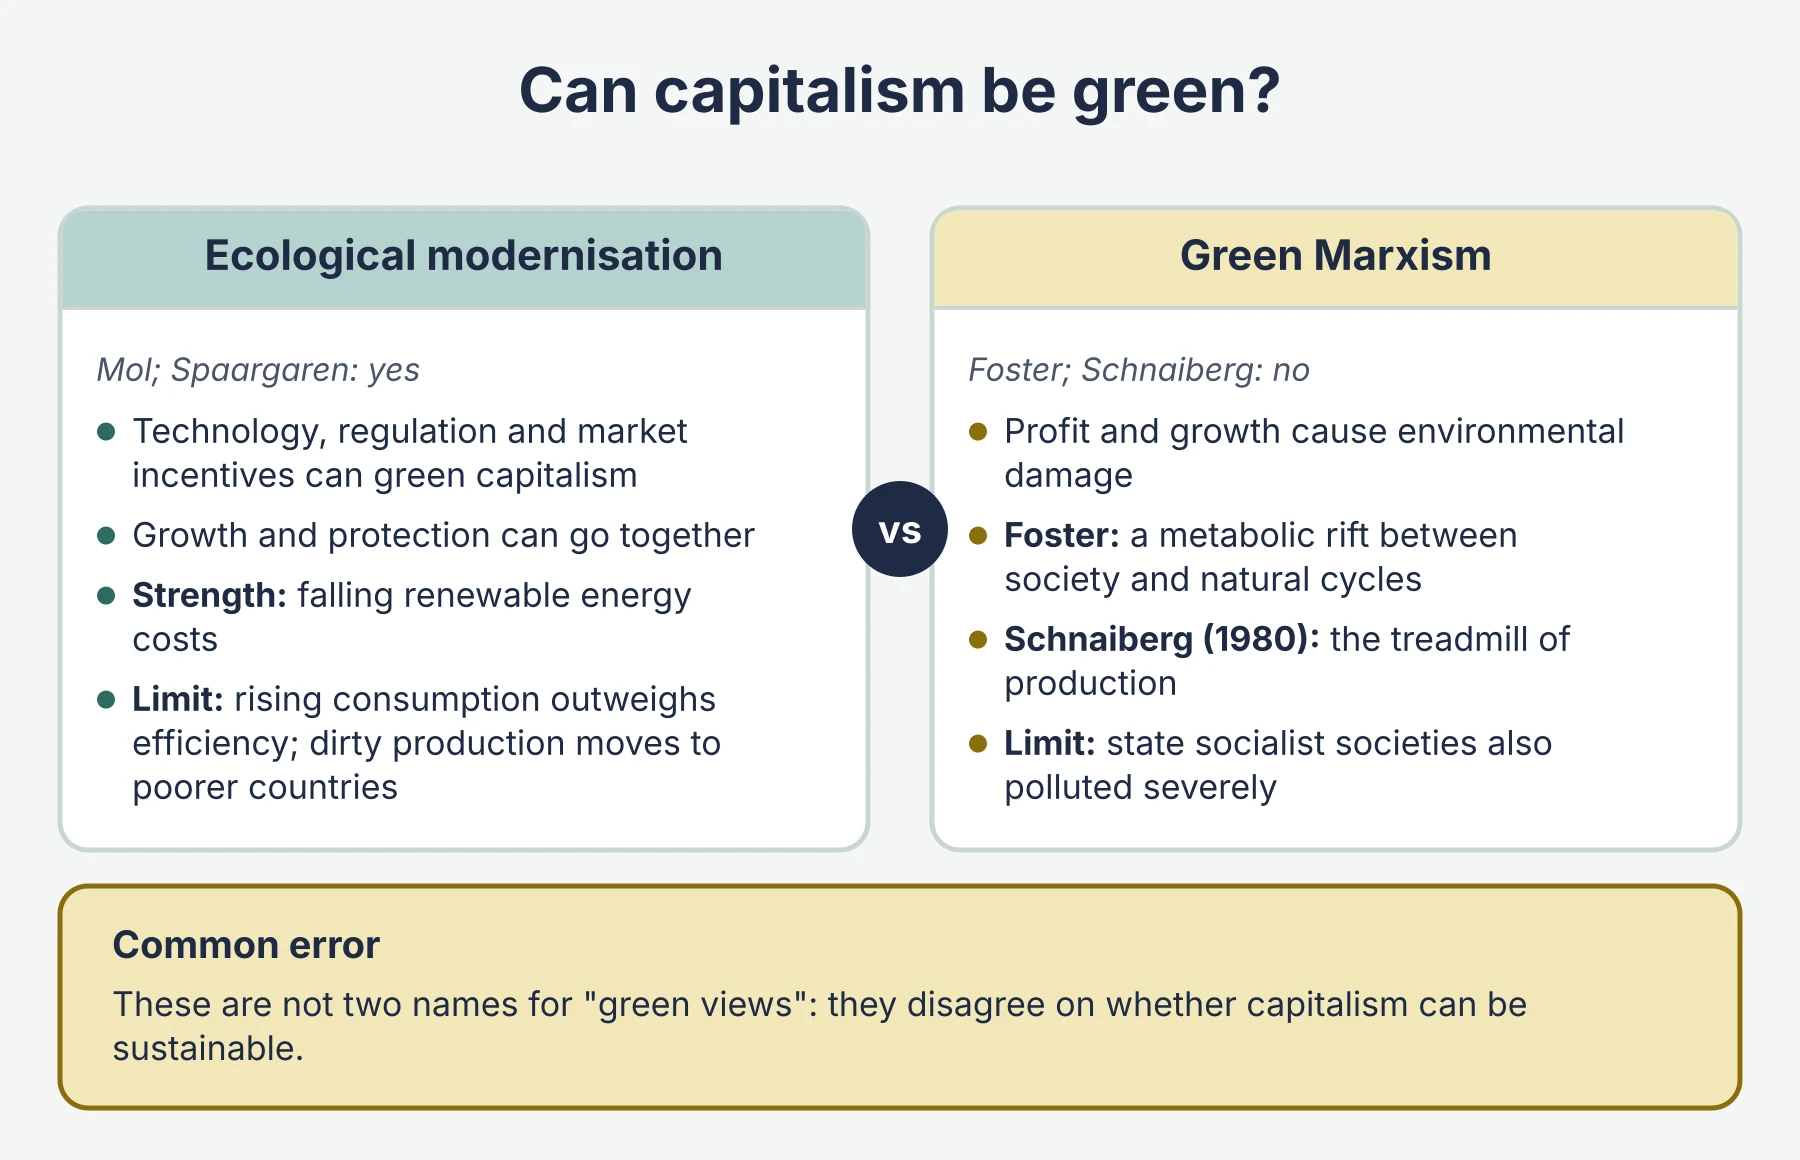 Can capitalism be green?
Ecological modernisation
Mol; Spaargaren: yes
Technology, regulation and market
incentives can green capitalism
Growth and protection can go together
Strength: falling renewable energy
costs
Limit: rising consumption outweighs
efficiency; dirty production moves to
poorer countries
vs
Green Marxism
Foster; Schnaiberg: no
Profit and growth cause environmental
damage
Foster: a metabolic rift between
society and natural cycles
Schnaiberg (1980): the treadmill of
production
Limit: state socialist societies also
polluted severely
Common error
These are not two names for "green views": they disagree on whether capitalism can be
sustainable.